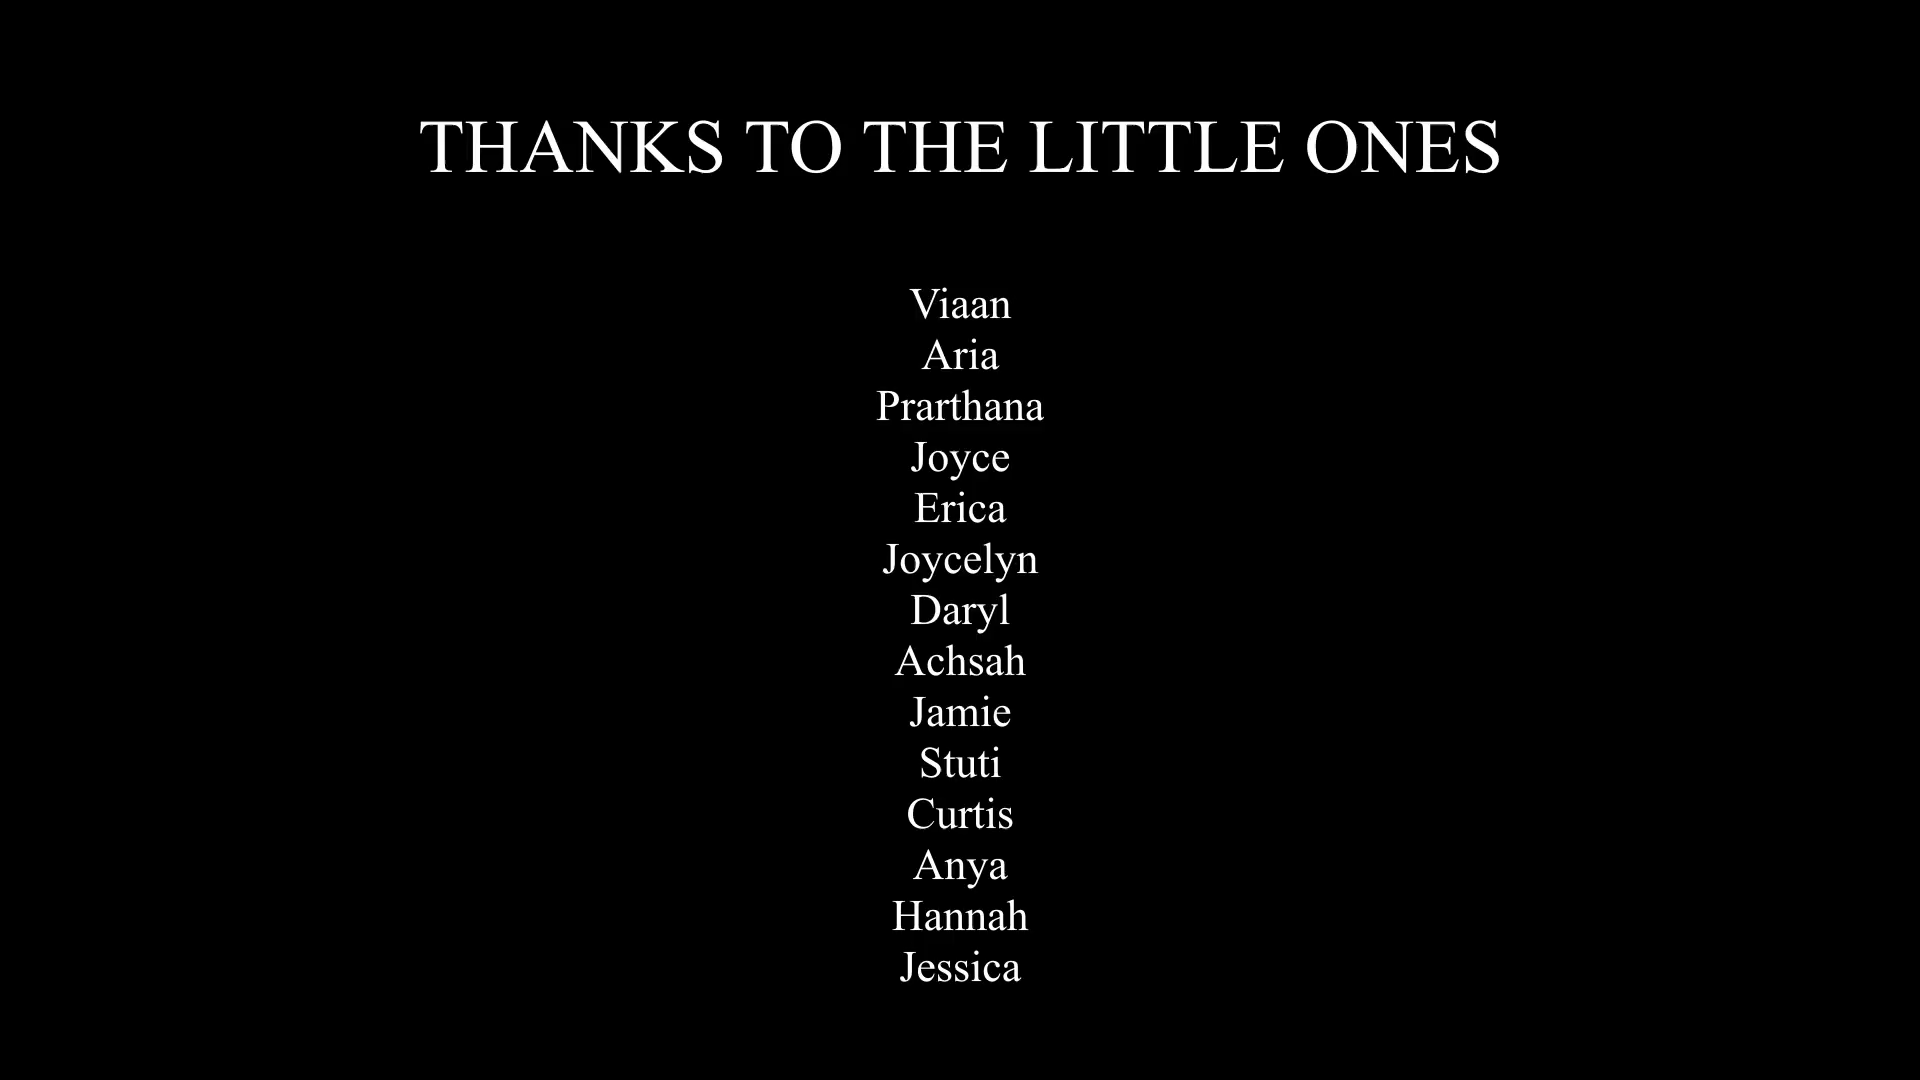 THANKS TO THE LITTLE ONES
Viaan
Aria
Prarthana
Joyce
Erica
Joycelyn
Daryl
Achsah
Jamie
Stuti
Curtis
Anya
Hannah
Jessica